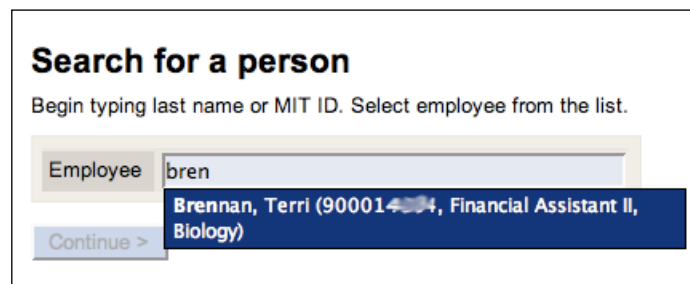 Search for a person
Begin typing last name or MIT ID. Select employee from the list.
Employee bren
Brennan, Terri (, Financial Assistant II,
Biology)
Continue >